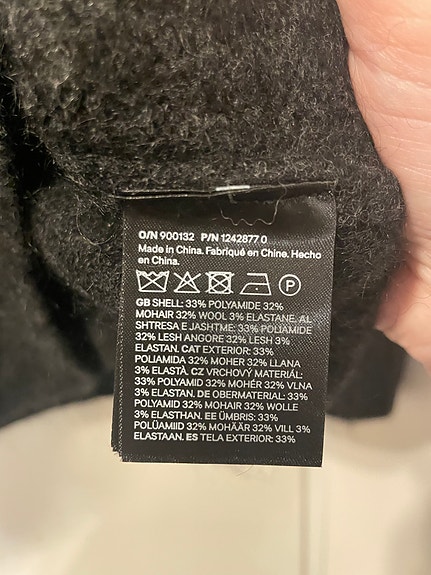 O/N 900132 P/N 1242877 0
Made in China. Fabriqué en Chine. Hecho
en China.
P
GB SHELL: 33% POLYAMIDE 32%
MOHAIR 32% WOOL 3% ELASTANE. AL
SHTRESA E JASHTME: 33% POLIAMIDE
32% LESH ANGORE 32% LESH 3%
ELASTAN. CAT EXTERIOR: 33%
POLIAMIDA 32% MOHER 32% LLANA
3% ELASTÀ. CZ VRCHOVÝ MATERIÁL:
33% POLYAMID 32% MOHÉR 32% VLNA
3% ELASTAN. DE OBERMATERIAL: 33%
POLYAMID 32% MOHAIR 32% WOLLE
3% ELASTHAN. EE ÜMBRIS: 33%
POLÜAMIID 32% MOHÄÄR 32% VILL 3%
ELASTAAN. ES TELA EXTERIOR: 33%